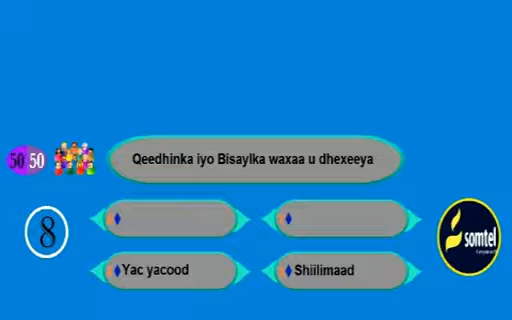 50 50
Qeedhinka iyo Bisaylka waxaa u dhexeeya
8
Yac yacood
Shiilimaad
somtel